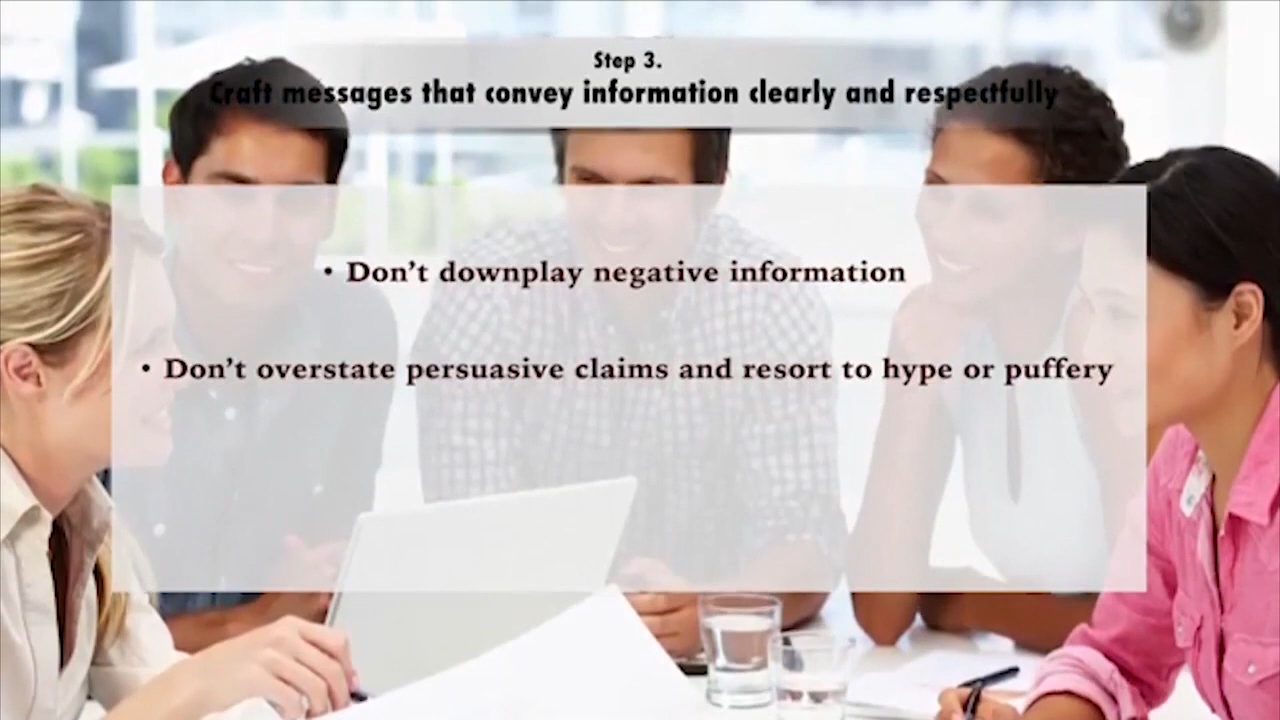 Step 3.
Craft messages that convey information clearly and respectfully
• Don't downplay negative information
• Don't overstate persuasive claims and resort to hype or puffery